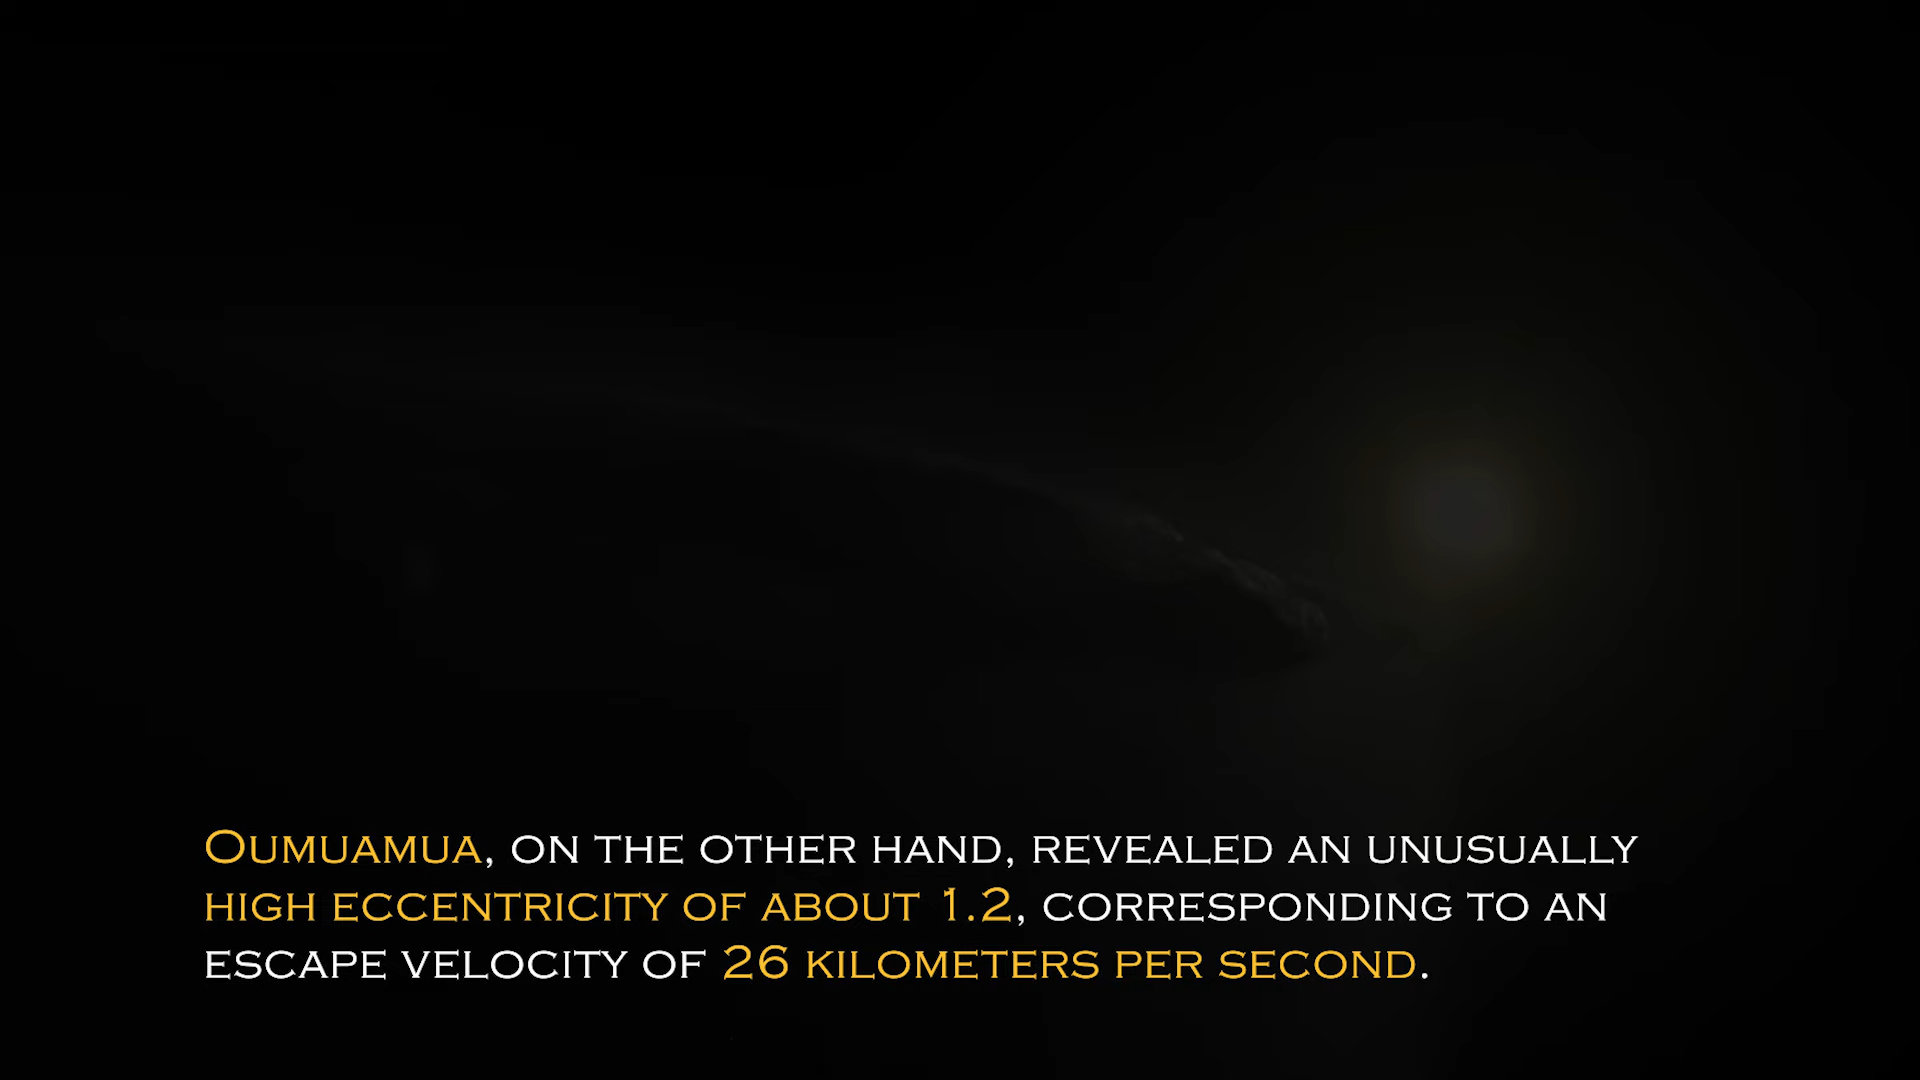 Oumuamua, on the other hand, revealed an unusually
high eccentricity of about 1.2, corresponding to an
escape velocity of 26 kilometers per second.